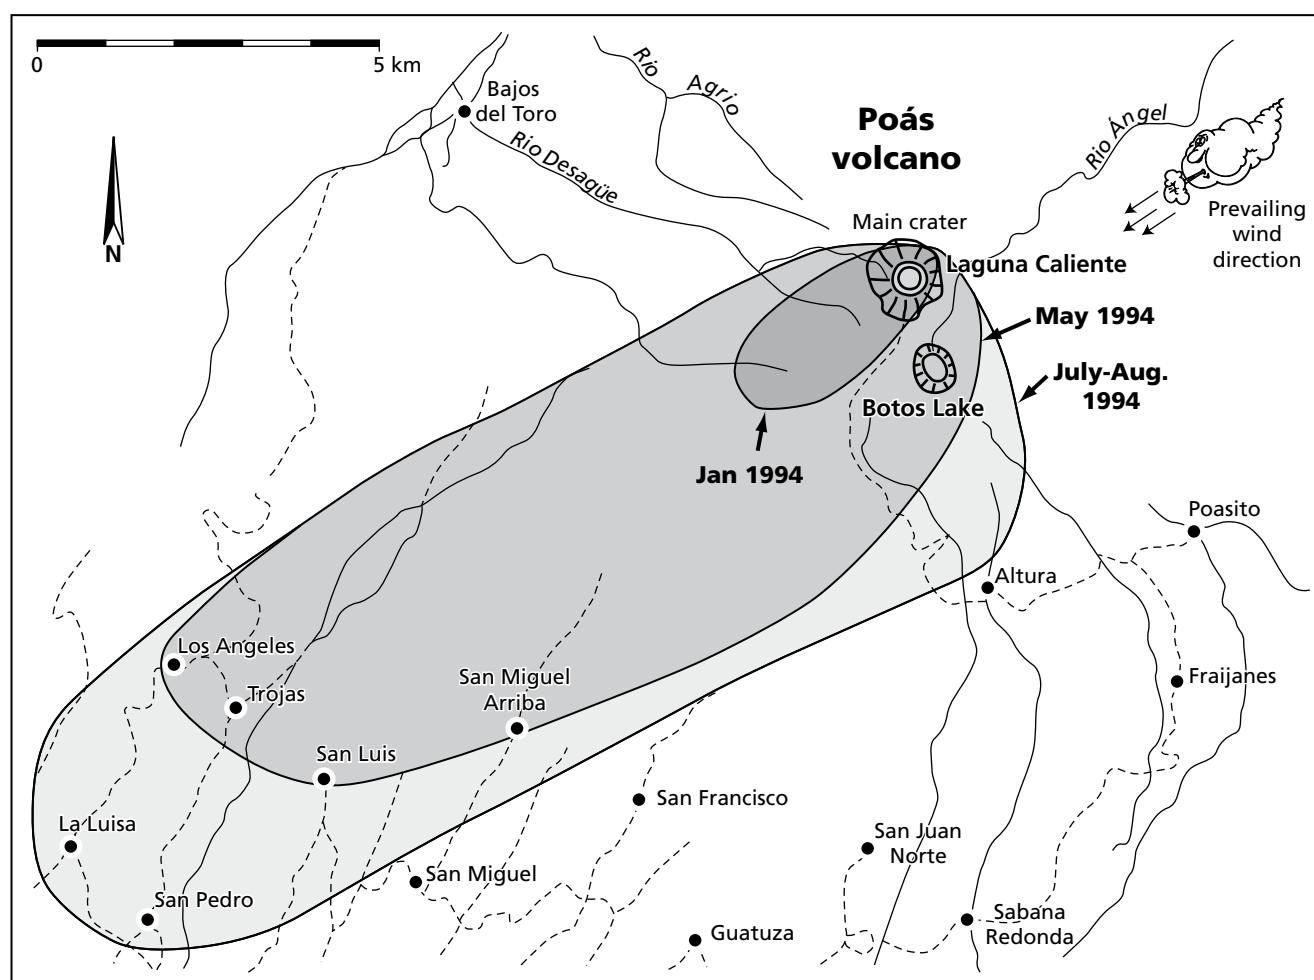 0
5 km
Bajos
del Toro
Río
Agrio
Río Desagüe
Poás
volcano
Río Ángel
Prevailing
wind
direction
N
Main crater
Laguna Caliente
May 1994
July-Aug.
1994
Botos Lake
Jan 1994
Poasito
Altura
Los Angeles
Trojas
San Miguel
Arriba
Fraijanes
San Luis
San Francisco
La Luisa
San Juan
Norte
San Miguel
San Pedro
Sabana
Redonda
Guatuza